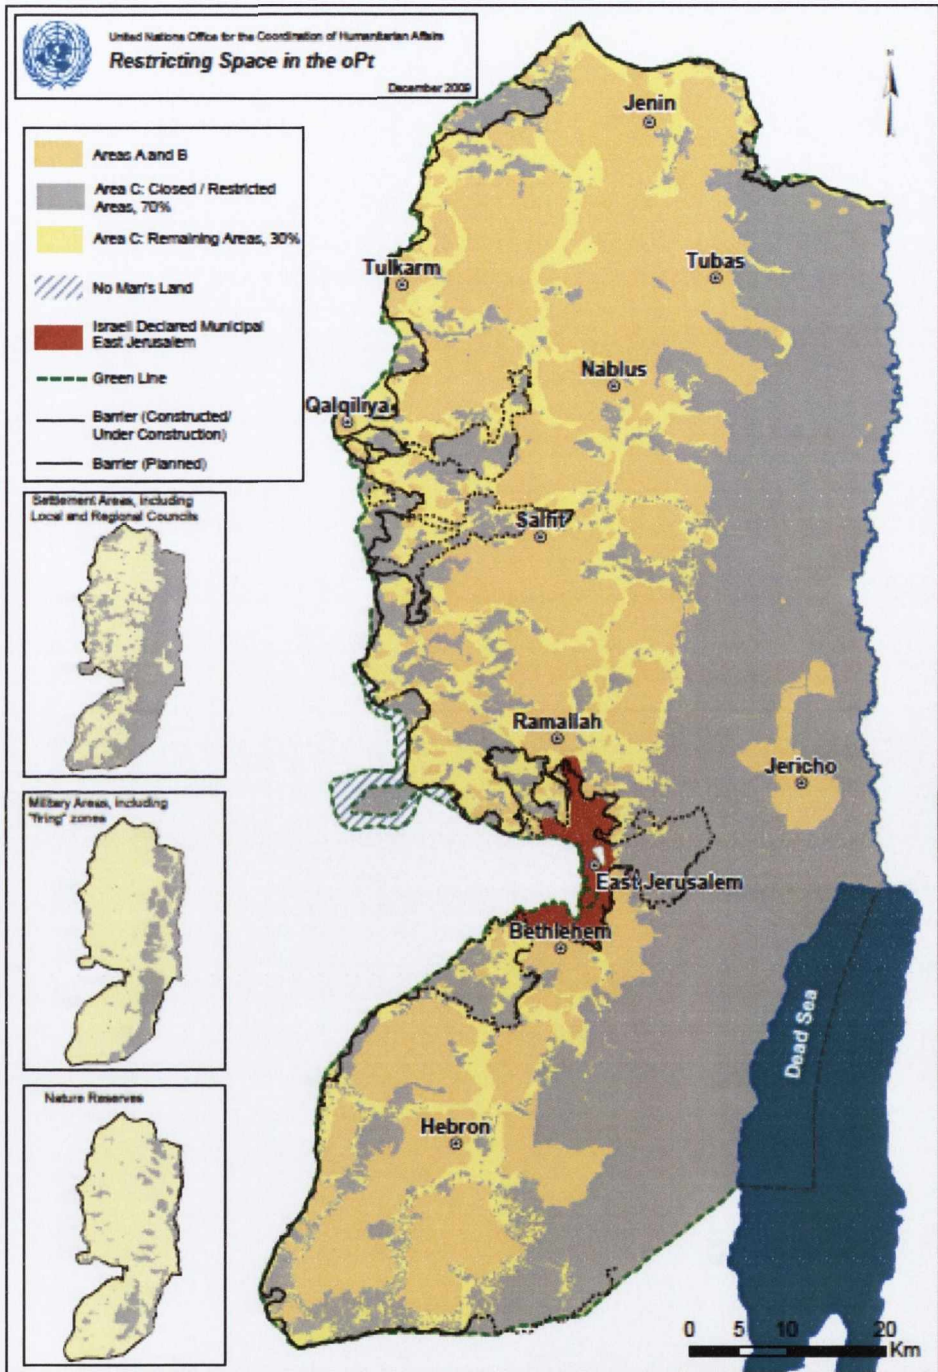 United Nations Office for the Coordination of Humanitarian Affairs
Restricting Space in the oPt
December 2009
Areas A and B
Area C: Closed / Restricted
Areas, 70%
Area C: Remaining Areas, 30%
No Man's Land
Israeli Declared Municipal
East Jerusalem
Green Line
Barrier (Constructed/
Under Construction)
Barrier (Planned)
Settlement Areas, including
Local and Regional Councils
Military Areas, including
"firing" zones
Nature Reserves
N
Jenin
Tubas
Tulkarm
Nablus
Qalqiliya
Salfit
Ramallah
Jericho
East Jerusalem
Bethlehem
Dead Sea
Hebron
0 5 10 20
Km